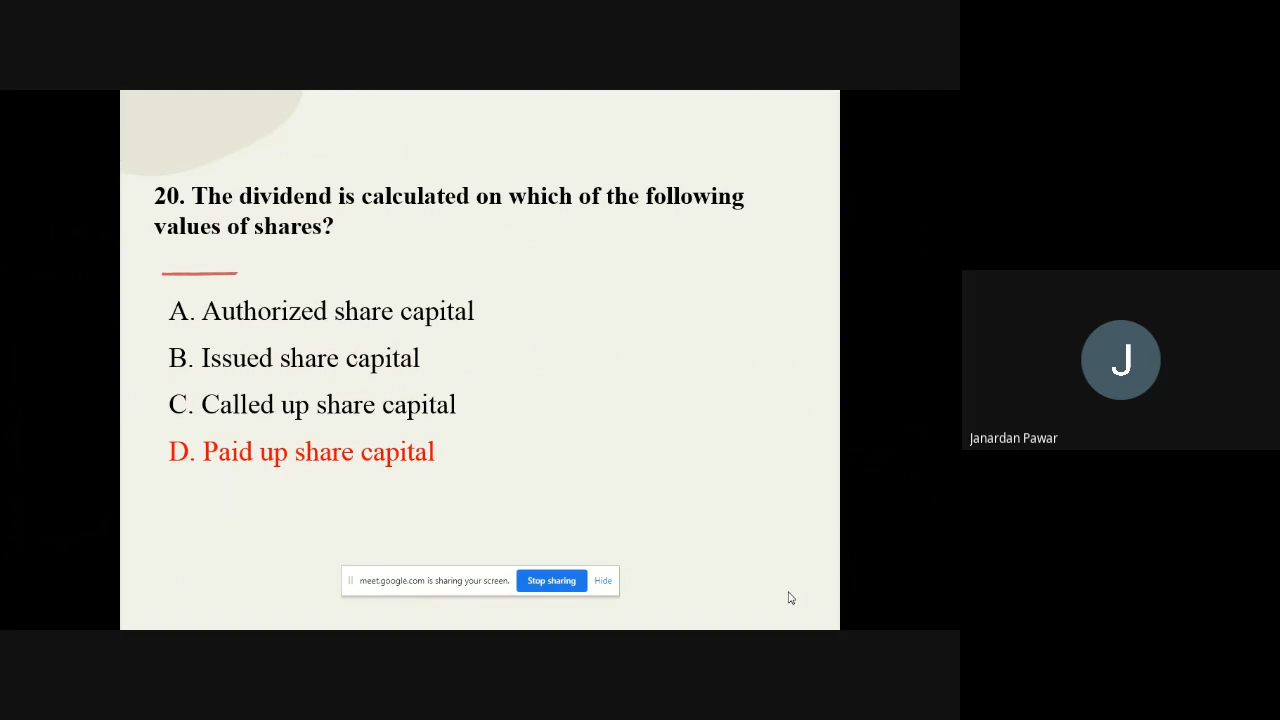 20. The dividend is calculated on which of the following
values of shares?
A. Authorized share capital
B. Issued share capital
C. Called up share capital
D. Paid up share capital
meet.google.com is sharing your screen. Stop sharing Hide
J
Janardan Pawar